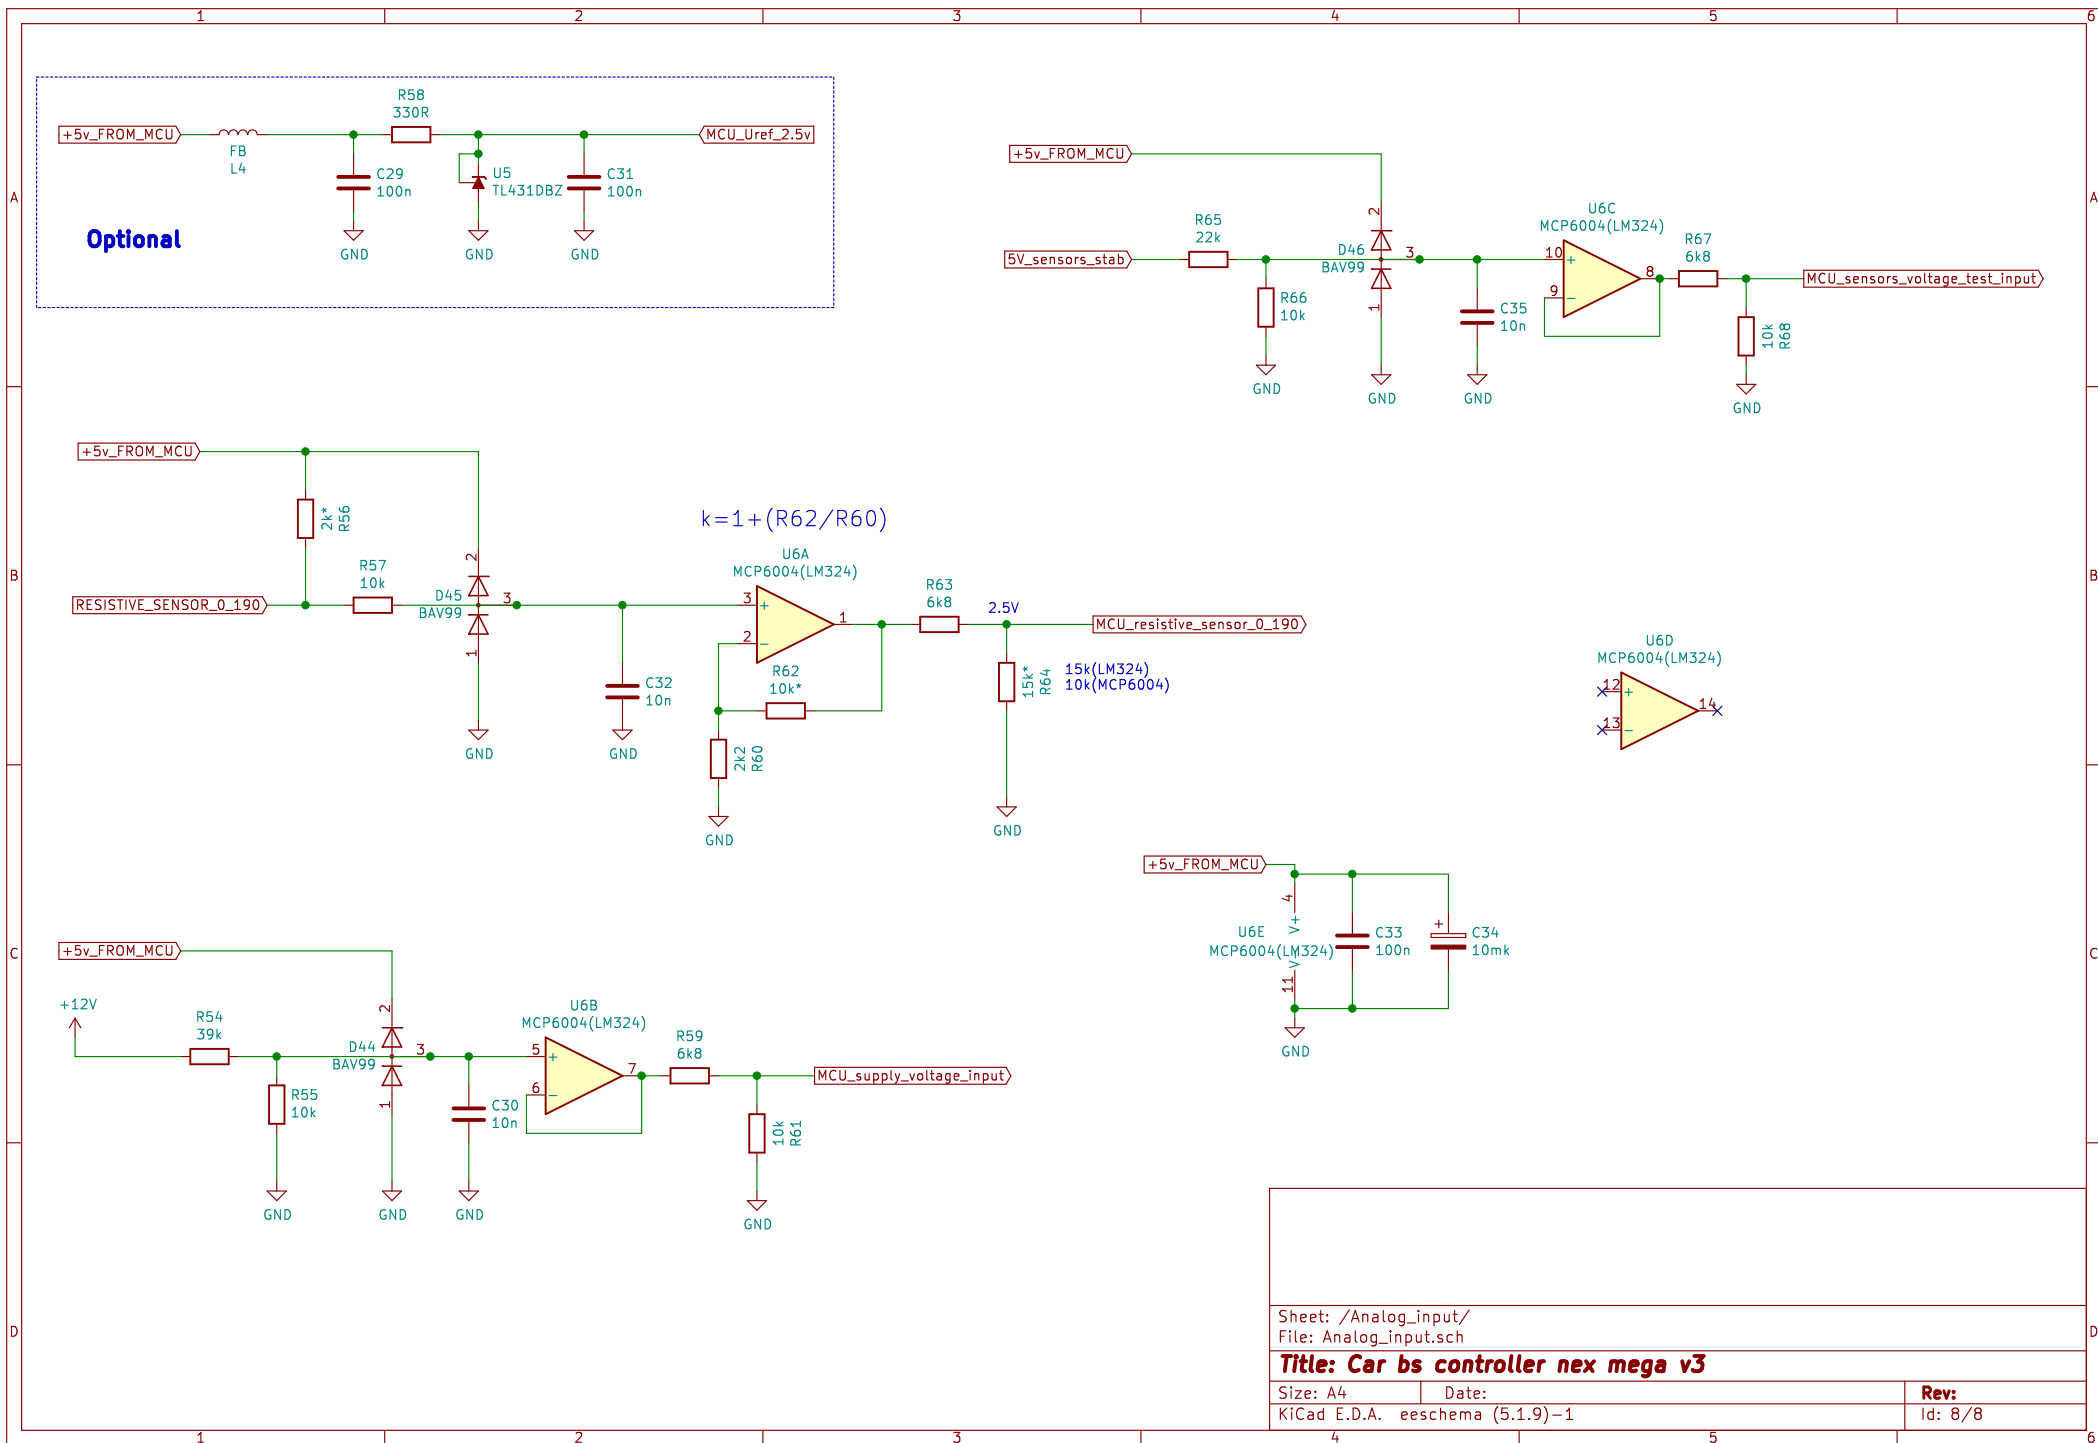 1 2 3 4 5 6
A
B
C
D
A
B
C
D
R58
330R
+5v_FROM_MCU
MCU_Uref_2.5v
FB
L4
C29
100n
U5
TL431DBZ
C31
100n
Optional
GND
GND
GND
+5v_FROM_MCU
R65
22k
5V_sensors_stab
2
D46
BAV99
3
1
R66
10k
U6C
MCP6004(LM324)
10
+
9
−
8
R67
6k8
MCU_sensors_voltage_test_input
C35
10n
10k
R68
GND
GND
GND
GND
+5v_FROM_MCU
2k*
R56
R57
10k
RESISTIVE_SENSOR_0_190
2
D45
BAV99
3
1
k=1+(R62/R60)
U6A
MCP6004(LM324)
3
+
2
−
1
R63
6k8
2.5V
MCU_resistive_sensor_0_190
R62
10k*
15k*
R64
15k(LM324)
10k(MCP6004)
C32
10n
2k2
R60
GND
GND
GND
GND
U6D
MCP6004(LM324)
12
+
13
−
14
+5v_FROM_MCU
4
V+
U6E
MCP6004(LM324)
V-
11
C33
100n
+
C34
10mk
GND
+5v_FROM_MCU
+12V
R54
39k
2
D44
BAV99
3
1
R55
10k
U6B
MCP6004(LM324)
5
+
6
−
7
R59
6k8
MCU_supply_voltage_input
C30
10n
10k
R61
GND
GND
GND
GND
Sheet: /Analog_input/
File: Analog_input.sch
Title: Car bs controller nex mega v3
Size: A4 Date: Rev:
KiCad E.D.A. eeschema (5.1.9)-1 Id: 8/8
1 2 3 4 5 6